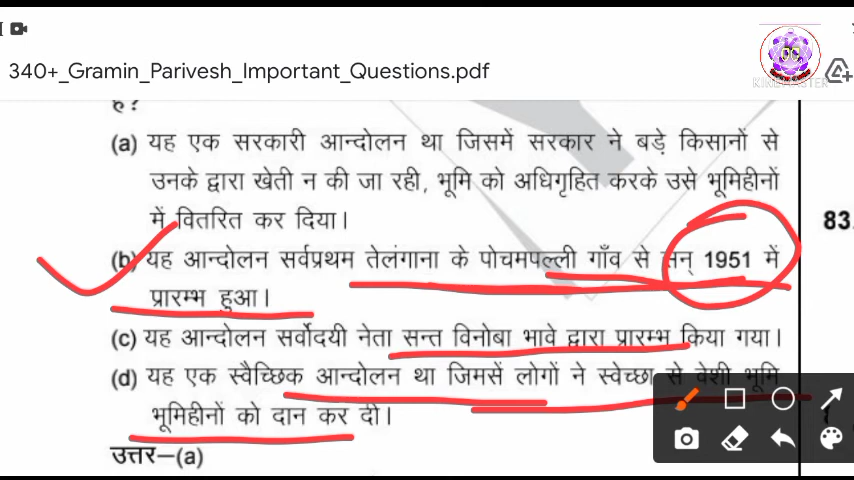 340+_Gramin_Parivesh_Important_Questions.pdf
KINEMASTER
है?
(a) यह एक सरकारी आन्दोलन था जिसमें सरकार ने बड़े किसानों से
उनके द्वारा खेती न की जा रही, भूमि को अधिगृहित करके उसे भूमिहीनों
में वितरित कर दिया।
83.
(b) यह आन्दोलन सर्वप्रथम तेलंगाना के पोचमपल्ली गाँव से सन् 1951 में
प्रारम्भ हुआ।
(c) यह आन्दोलन सर्वोदयी नेता सन्त विनोबा भावे द्वारा प्रारम्भ किया गया।
(d) यह एक स्वैच्छिक आन्दोलन था जिमसें लोगों ने स्वेच्छा से वेशी भूमि
भूमिहीनों को दान कर दी।
उत्तर–(a)